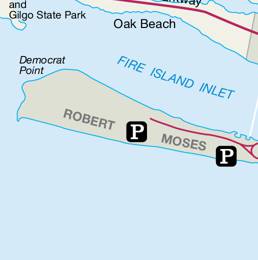 and
Gilgo State Park
Oak Beach
Democrat
Point
FIRE ISLAND INLET
ROBERT
P
MOSES
P